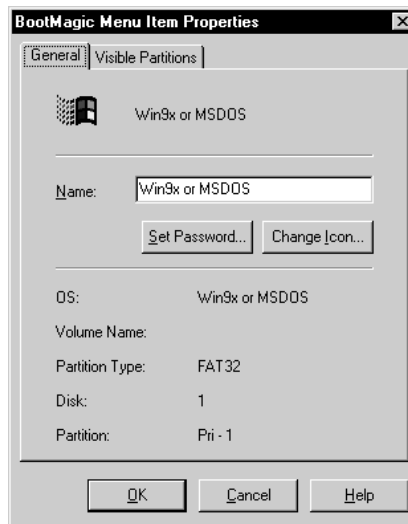 BootMagic Menu Item Properties
General Visible Partitions
Win9x or MSDOS
Name: Win9x or MSDOS
Set Password... Change Icon...
OS: Win9x or MSDOS
Volume Name:
Partition Type: FAT32
Disk: 1
Partition: Pri - 1
OK Cancel Help